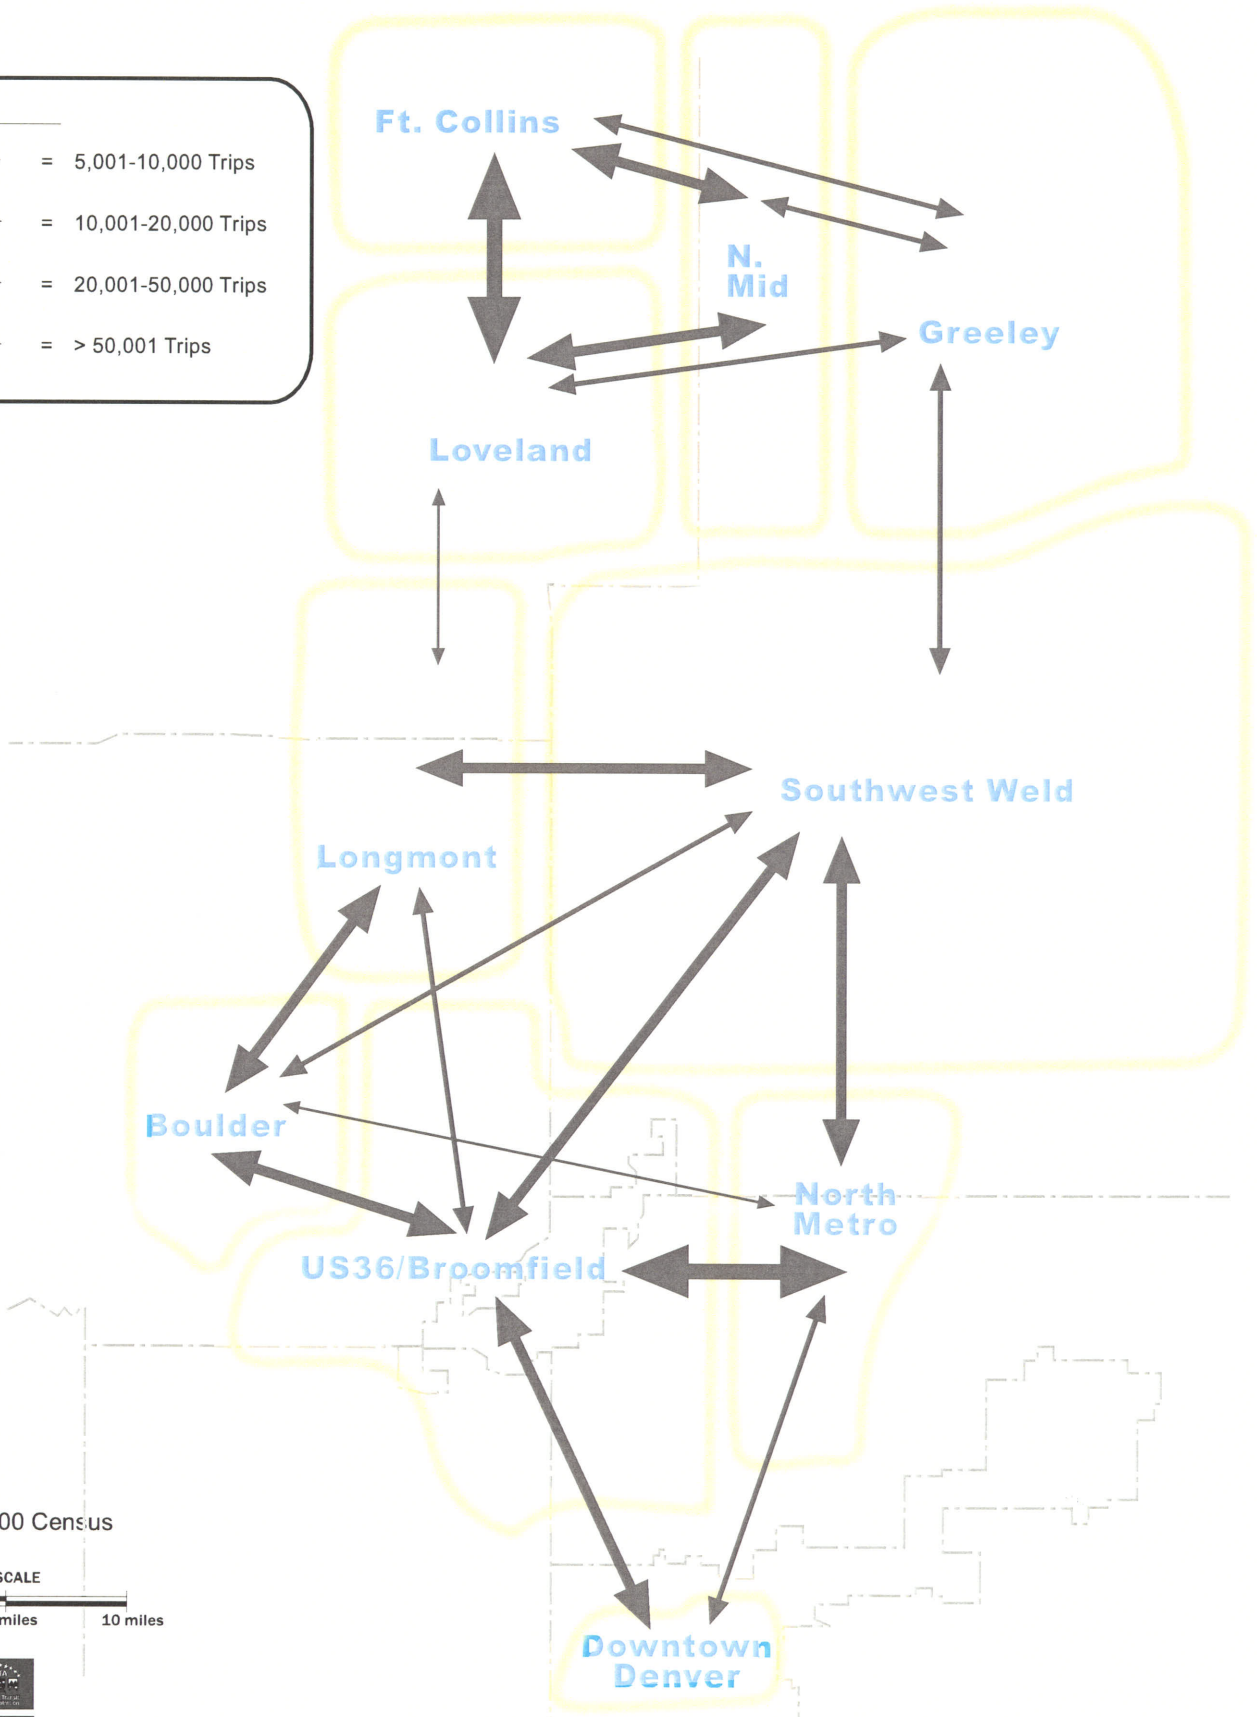 = 5,001-10,000 Trips
= 10,001-20,000 Trips
= 20,001-50,000 Trips
= > 50,001 Trips
Ft. Collins
N.
Mid
Greeley
Loveland
Southwest Weld
Longmont
Boulder
North
Metro
US36/Broomfield
00 Census
SCALE
miles 10 miles
Downtown
Denver